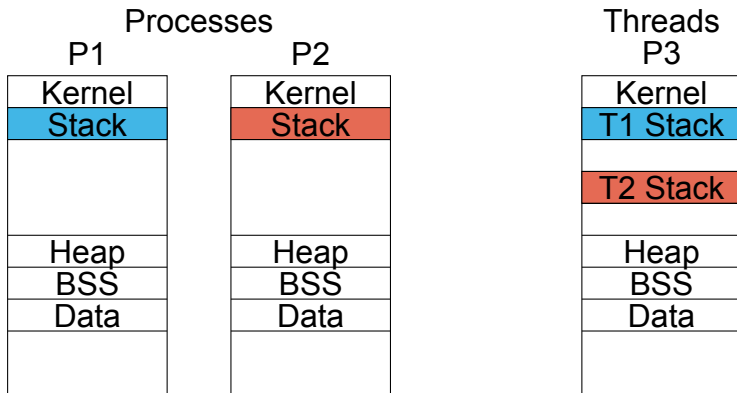 Processes
P1
Kernel
Stack
Heap
BSS
Data
P2
Kernel
Stack
Heap
BSS
Data
Threads
P3
Kernel
T1 Stack
T2 Stack
Heap
BSS
Data